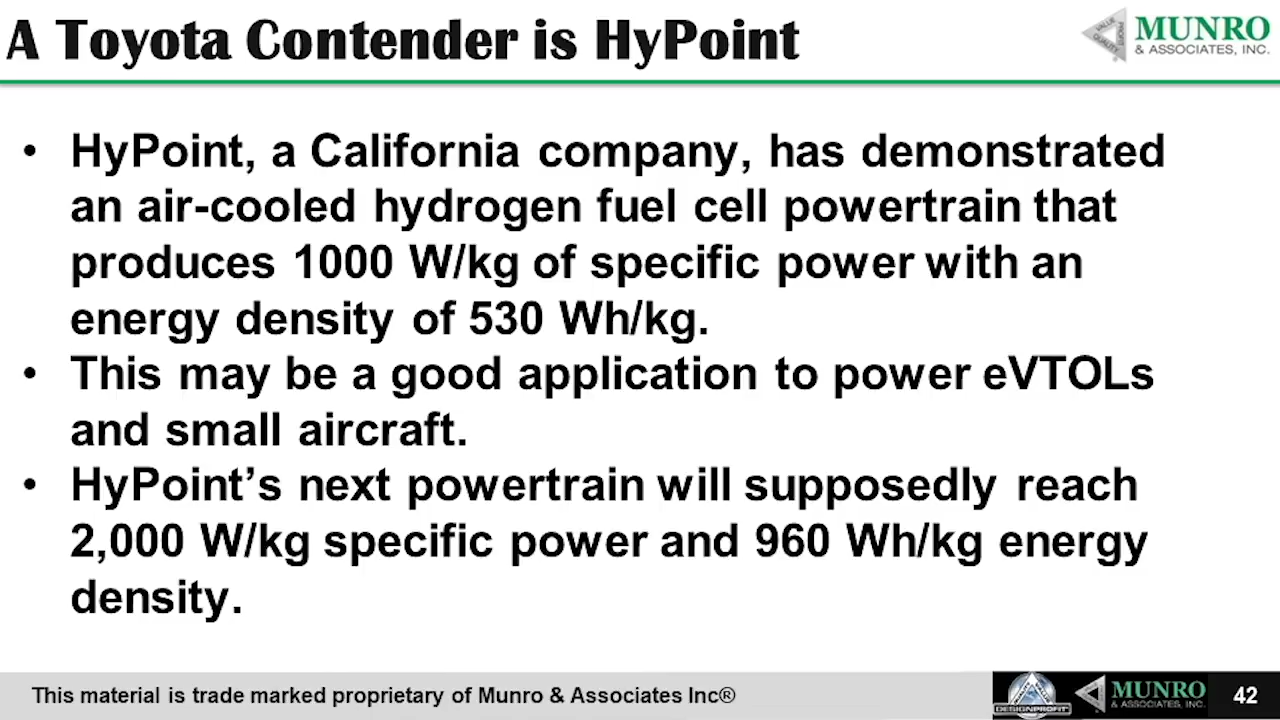 A Toyota Contender is HyPoint
MUNRO
& ASSOCIATES, INC.
• HyPoint, a California company, has demonstrated
an air-cooled hydrogen fuel cell powertrain that
produces 1000 W/kg of specific power with an
energy density of 530 Wh/kg.
• This may be a good application to power eVTOLs
and small aircraft.
• HyPoint’s next powertrain will supposedly reach
2,000 W/kg specific power and 960 Wh/kg energy
density.
This material is trade marked proprietary of Munro & Associates Inc®
DESIGNPROFIT
MUNRO
& ASSOCIATES, INC.
42